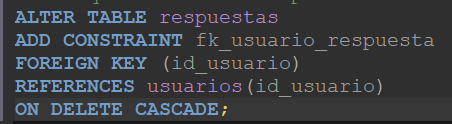 ALTER TABLE respuestas
ADD CONSTRAINT fk_usuario_respuesta
FOREIGN KEY (id_usuario)
REFERENCES usuarios(id_usuario)
ON DELETE CASCADE;